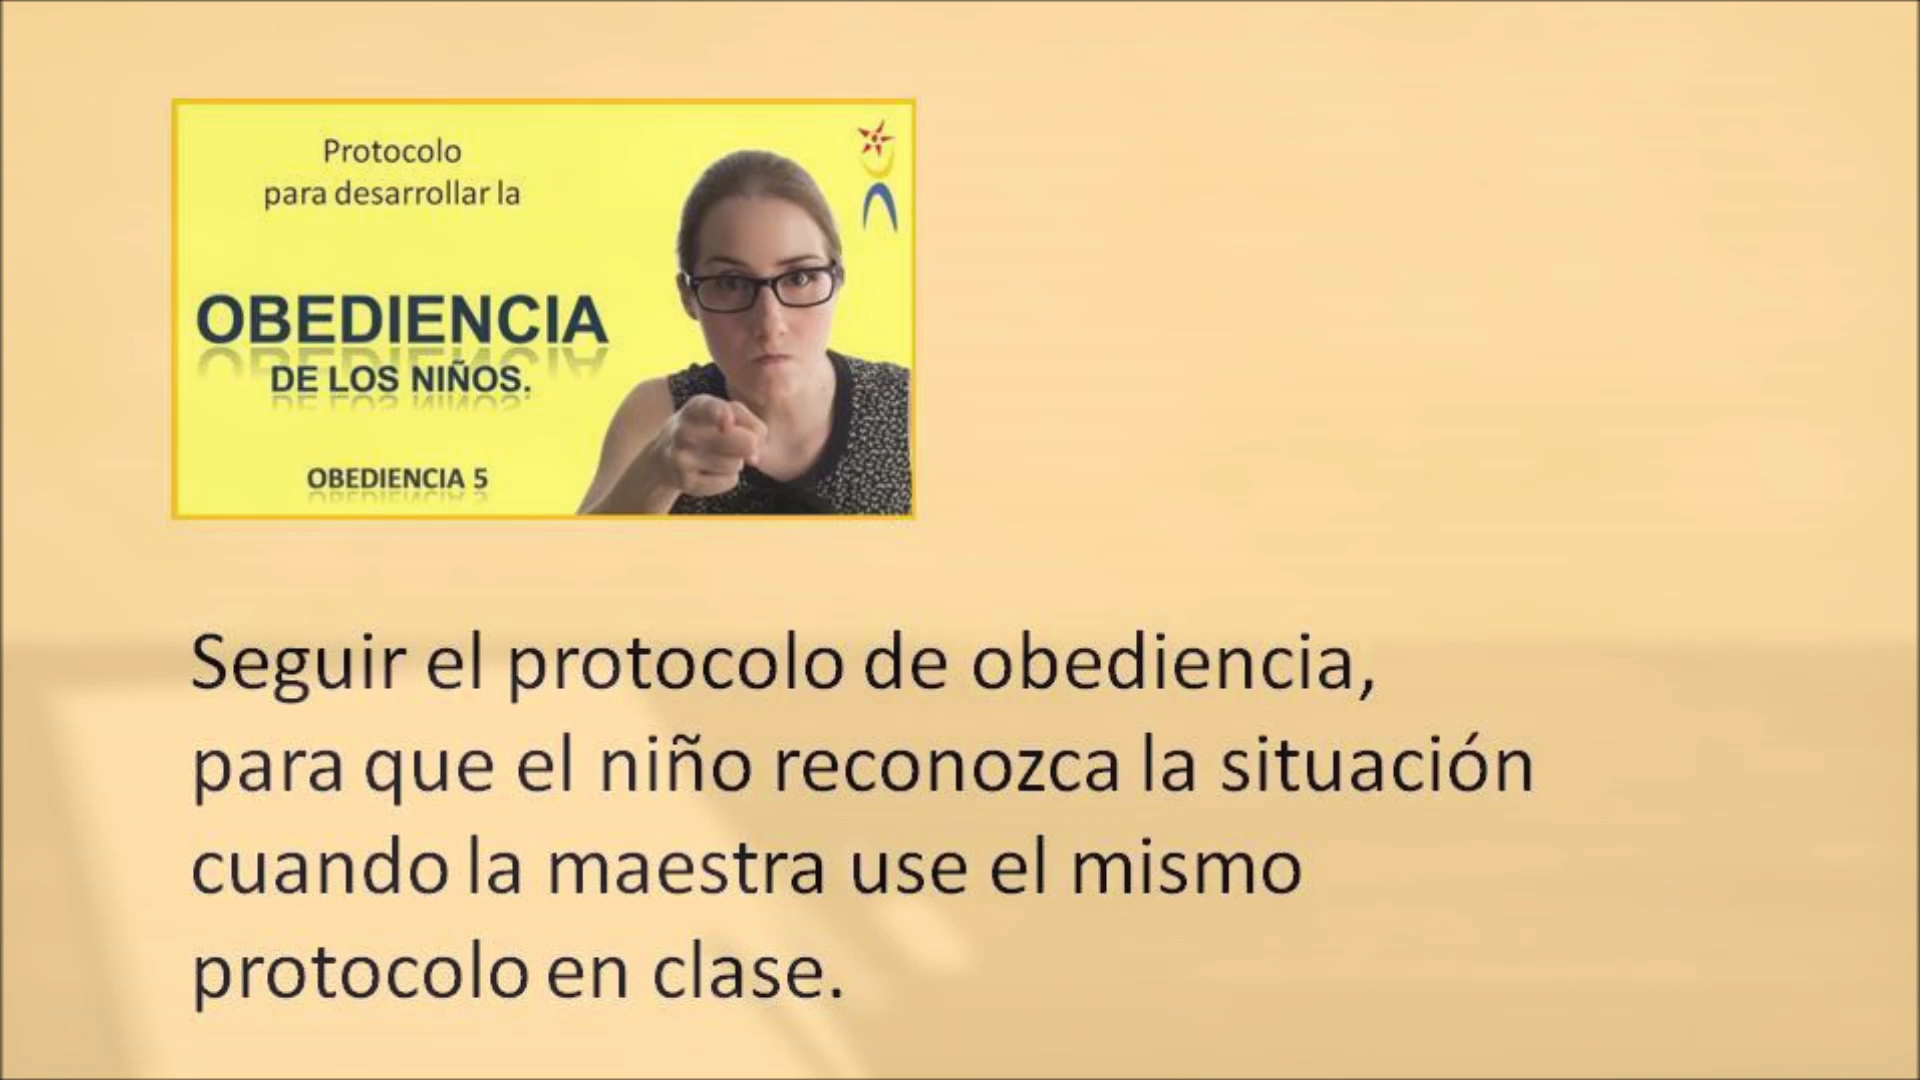 Protocolo
para desarrollar la
OBEDIENCIA
DE LOS NIÑOS.
OBEDIENCIA 5
Seguir el protocolo de obediencia,
para que el niño reconozca la situación
cuando la maestra use el mismo
protocolo en clase.